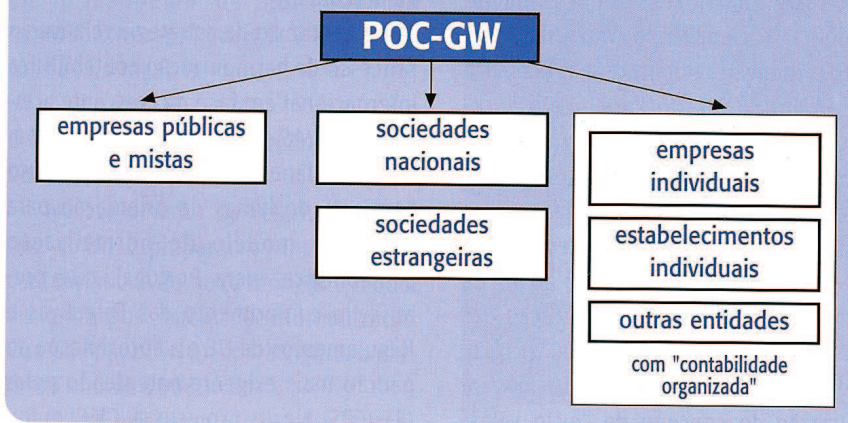 POC-GW
empresas públicas
e mistas
sociedades
nacionais
sociedades
estrangeiras
empresas
individuais
estabelecimentos
individuais
outras entidades
com "contabilidade
organizada"